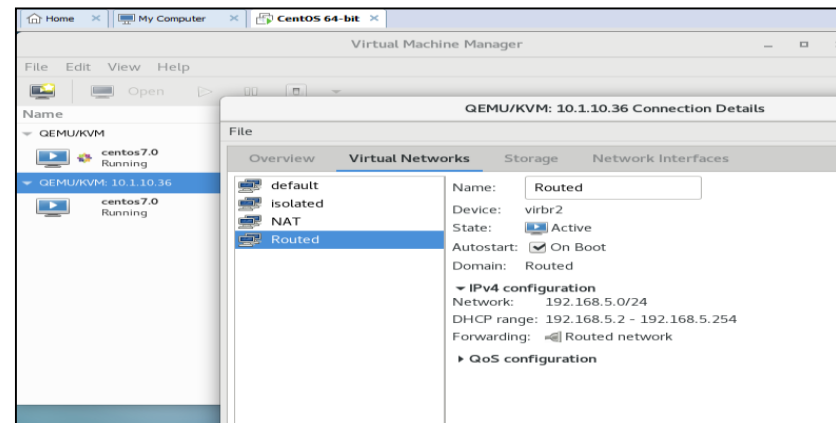 Home × My Computer × CentOS 64-bit ×
Virtual Machine Manager
File Edit View Help
Open
Name
QEMU/KVM
centos7.0
Running
QEMU/KVM: 10.1.10.36
centos7.0
Running
QEMU/KVM: 10.1.10.36 Connection Details
File
Overview Virtual Networks Storage Network Interfaces
default
isolated
NAT
Routed
Name: Routed
Device: virbr2
State: Active
Autostart: On Boot
Domain: Routed
IPv4 configuration
Network: 192.168.5.0/24
DHCP range: 192.168.5.2 - 192.168.5.254
Forwarding: Routed network
QoS configuration